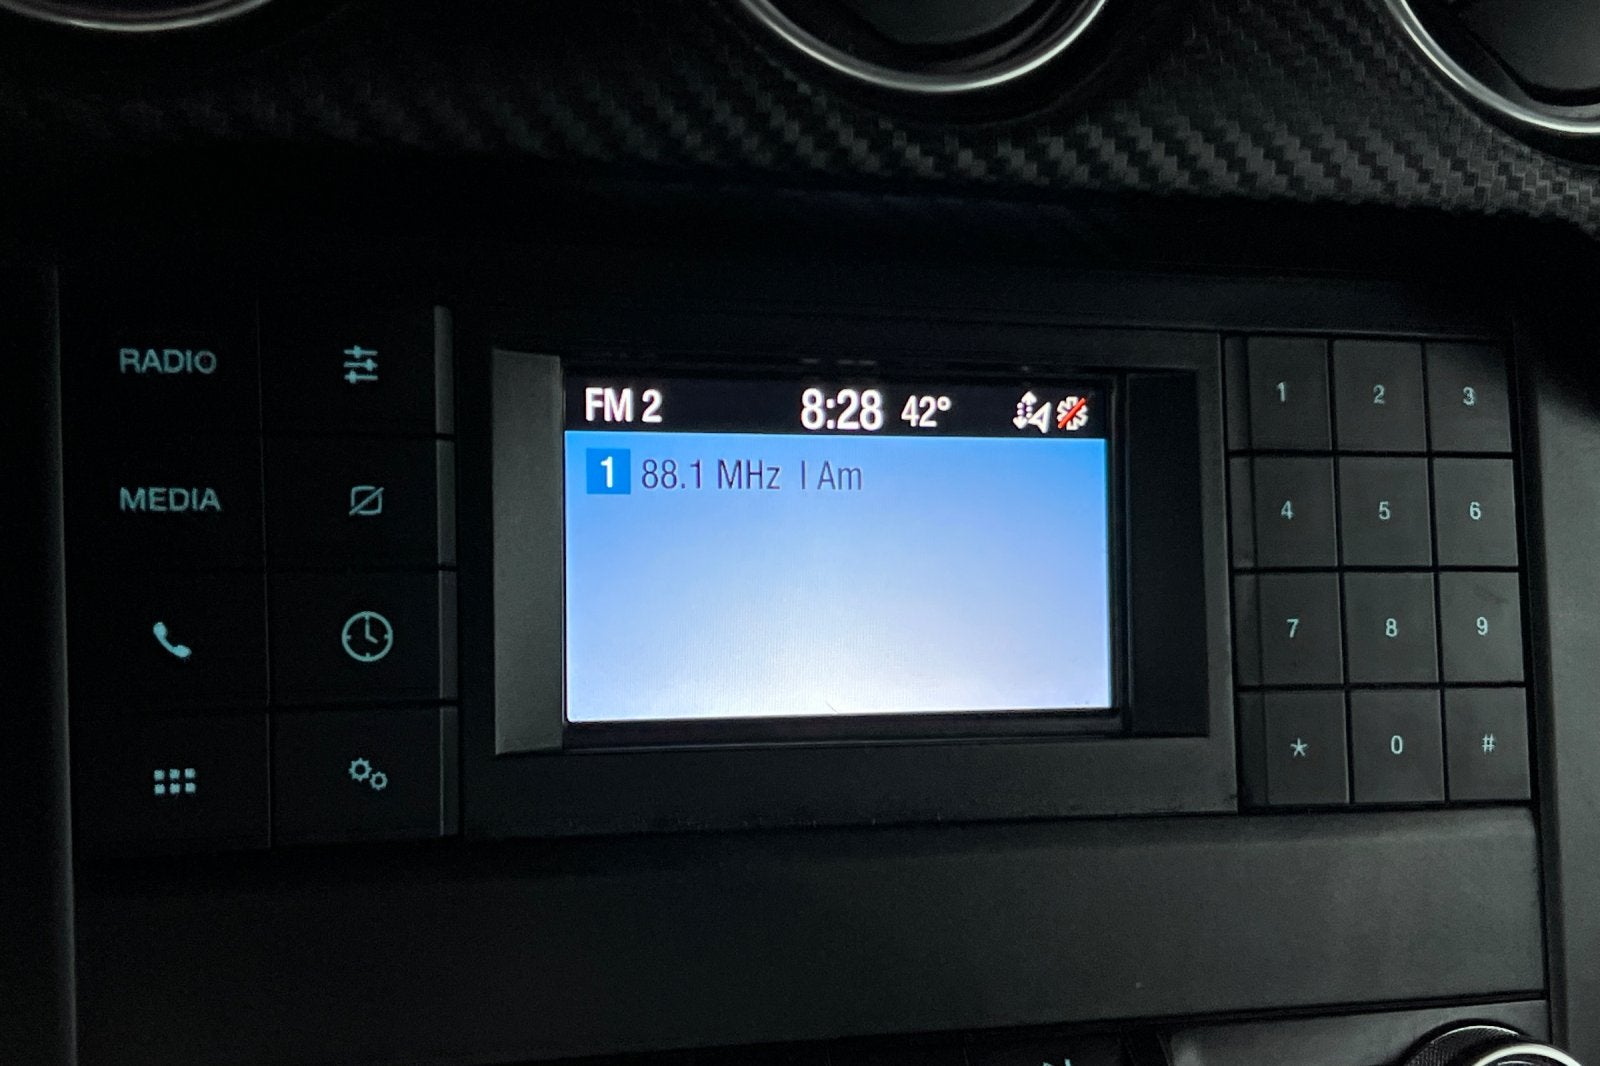 RADIO
MEDIA
FM 2 8:28 42°
1 88.1 MHz I Am
1 2 3
4 5 6
7 8 9
* 0 #